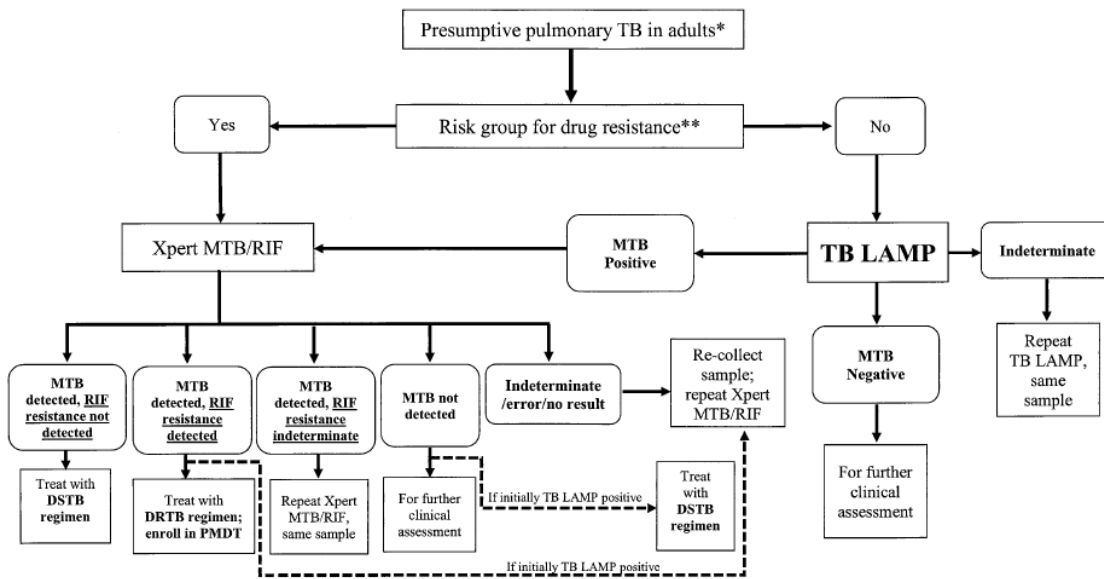 Presumptive pulmonary TB in adults*
Yes
Risk group for drug resistance**
No
Xpert MTB/RIF
MTB
Positive
TB LAMP
Indeterminate
MTB
detected, RIF
resistance not
detected
MTB
detected, RIF
resistance
detected
MTB
detected, RIF
resistance
indeterminate
MTB not
detected
Indeterminate
/error/no result
Re-collect
sample;
repeat Xpert
MTB/RIF
MTB
Negative
Repeat
TB LAMP,
same
sample
Treat with
DSTB
regimen
Treat with
DRTB regimen;
enroll in PMDT
Repeat Xpert
MTB/RIF,
same sample
For further
clinical
assessment
If initially TB LAMP positive
Treat
with
DSTB
regimen
For further
clinical
assessment
If initially TB LAMP positive